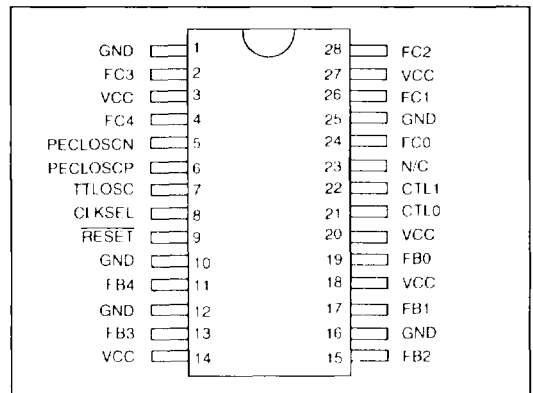 GND 1 28 FC2
FC3 2 27 VCC
VCC 3 26 FC1
FC4 4 25 GND
PECLOSCN 5 24 FC0
PECLOSCP 6 23 N/C
TTLOSC 7 22 CTL1
CLKSEL 8 21 CTL0
RESET 9 20 VCC
GND 10 19 FB0
FB4 11 18 VCC
GND 12 17 FB1
FB3 13 16 GND
VCC 14 15 FB2